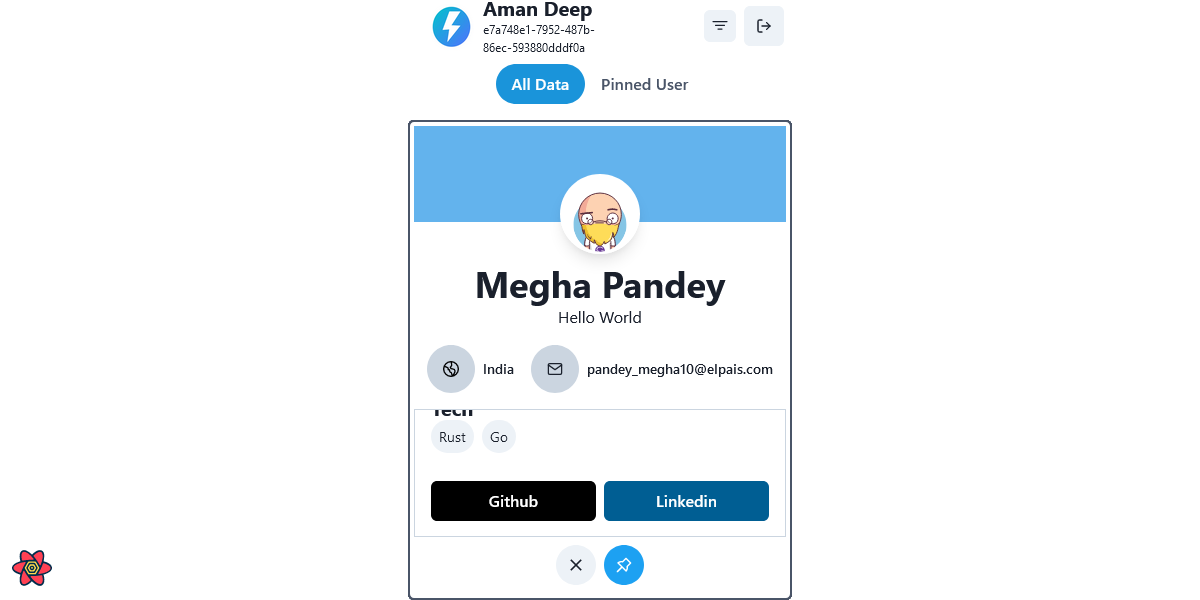 Aman Deep
e7a748e1-7952-487b-
86ec-593880dddf0a
All Data
Pinned User
Megha Pandey
Hello World
India
pandey_megha10@elpais.com
Tech
Rust
Go
Github
Linkedin